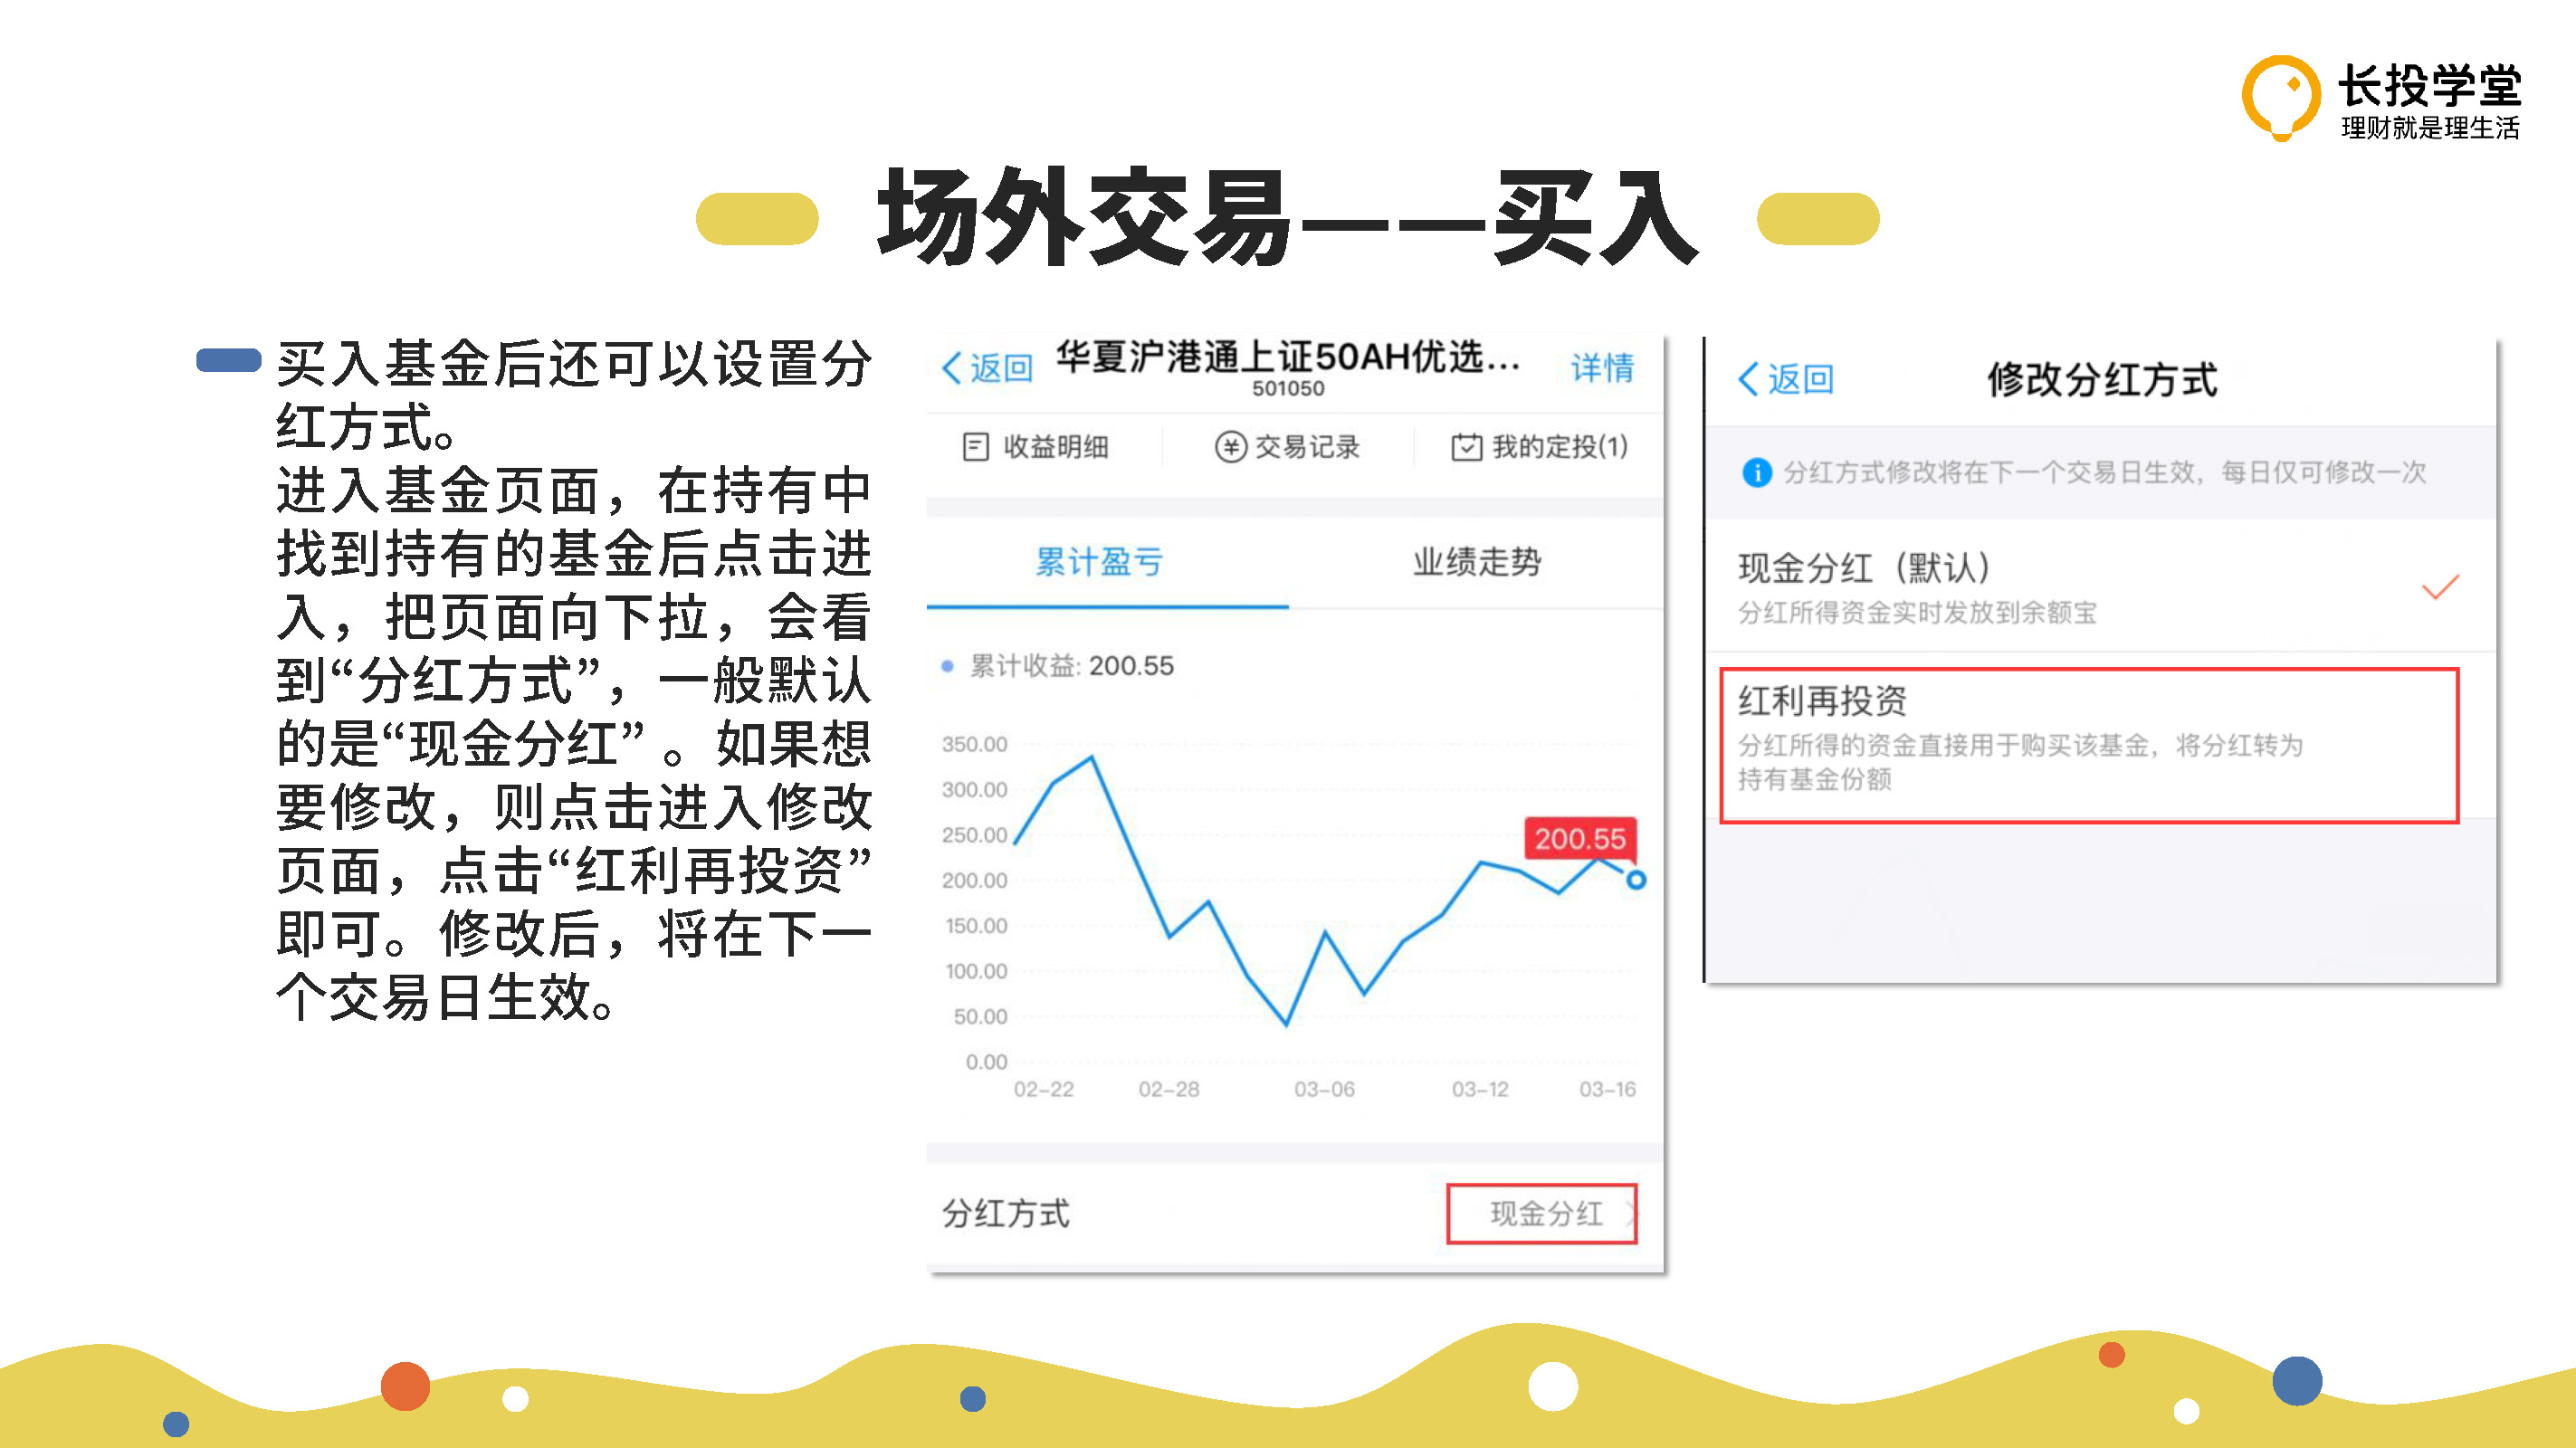 长投学堂
理财就是理生活
场外交易——买入
买入基金后还可以设置分
红方式。
进入基金页面，在持有中
找到持有的基金后点击进
入，把页面向下拉，会看
到“分红方式”，一般默认
的是“现金分红” 。如果想
要修改，则点击进入修改
页面，点击“红利再投资”
即可。修改后，将在下一
个交易日生效。
返回 华夏沪港通上证50AH优选... 详情
501050
收益明细 交易记录 我的定投(1)
累计盈亏 业绩走势
累计收益: 200.55
350.00
300.00
250.00
200.00
150.00
100.00
50.00
0.00
200.55
02-22 02-28 03-06 03-12 03-16
分红方式 现金分红
返回 修改分红方式
分红方式修改将在下一个交易日生效，每日仅可修改一次
现金分红（默认）
分红所得资金实时发放到余额宝
红利再投资
分红所得的资金直接用于购买该基金，将分红转为
持有基金份额